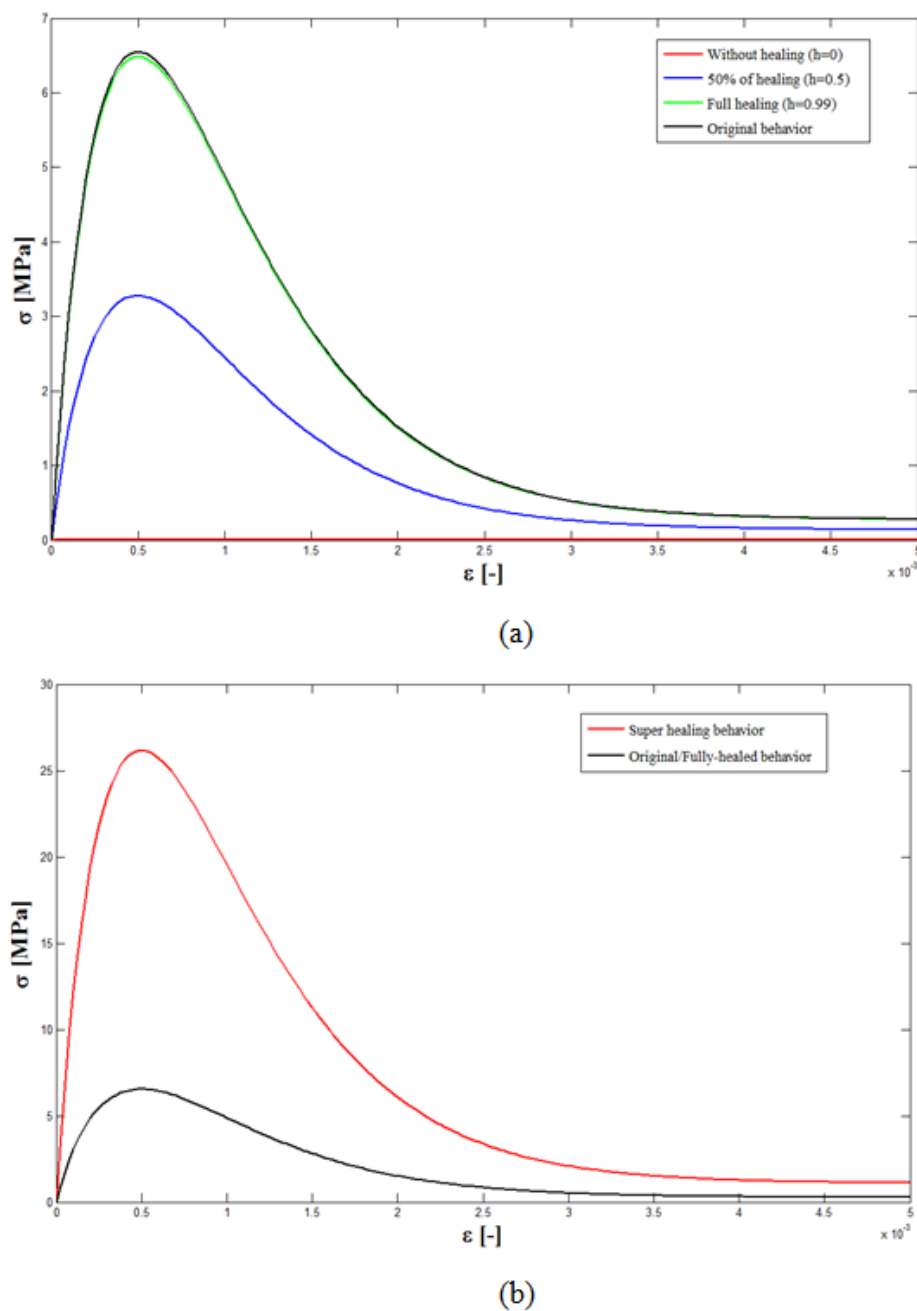 7
6
5
4
3
2
1
0
σ [MPa]
Without healing (h=0)
50% of healing (h=0.5)
Full healing (h=0.99)
Original behavior
0 0.5 1 1.5 2 2.5 3 3.5 4 4.5 5
ε [-]
x 10⁻³
(a)
30
25
20
15
10
5
0
σ [MPa]
Super healing behavior
Original/Fully-healed behavior
0 0.5 1 1.5 2 2.5 3 3.5 4 4.5 5
ε [-]
x 10⁻³
(b)